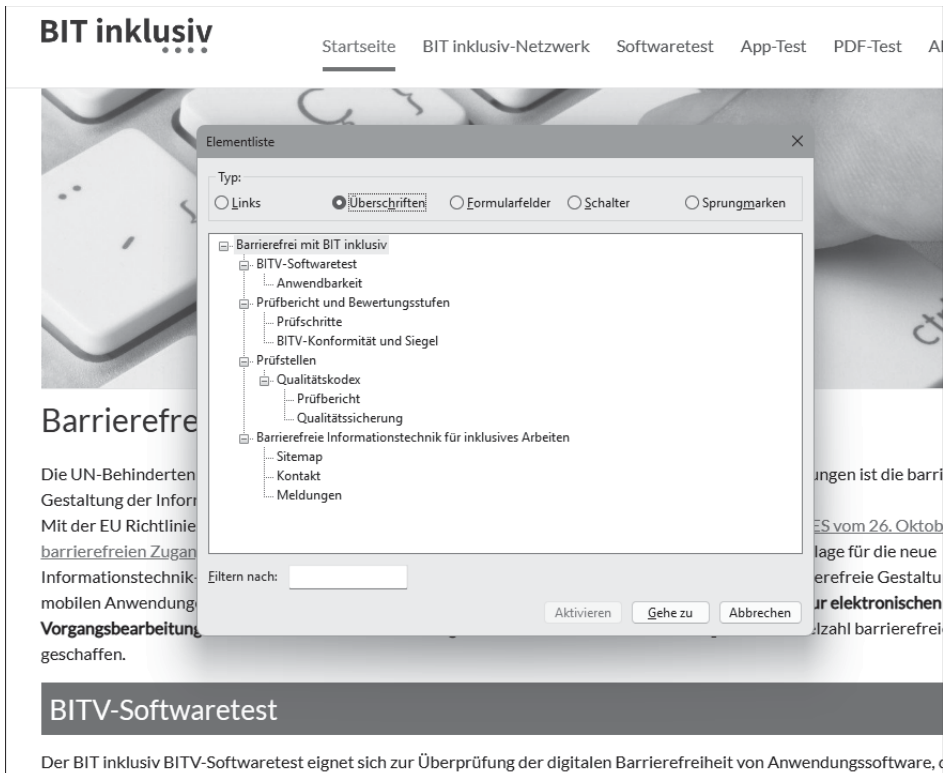 BIT inklusiv
Startseite BIT inklusiv-Netzwerk Softwaretest App-Test PDF-Test
Elementliste
Typ:
Links Überschriften Formularfelder Schalter Sprungmarken
Barrierefrei mit BIT inklusiv
BITV-Softwaretest
Anwendbarkeit
Prüfbericht und Bewertungsstufen
Prüfschritte
BITV-Konformität und Siegel
Prüfstellen
Qualitätskodex
Prüfbericht
Qualitätssicherung
Barrierefreie Informationstechnik für inklusives Arbeiten
Sitemap
Kontakt
Meldungen
Filtern nach:
Aktivieren Gehe zu Abbrechen
Barrierefre
Die UN-Behinderten ungen ist die barri
Gestaltung der Infor
Mit der EU Richtlinie ES vom 26. Oktob
barrierefreien Zugan lage für die neue
Informationstechnik- erefreie Gestaltu
mobilen Anwendung ur elektronischen
Vorgangsbearbeitung elzahl barrierefrei
geschaffen.
BITV-Softwaretest
Der BIT inklusiv BITV-Softwaretest eignet sich zur Überprüfung der digitalen Barrierefreiheit von Anwendungssoftware,